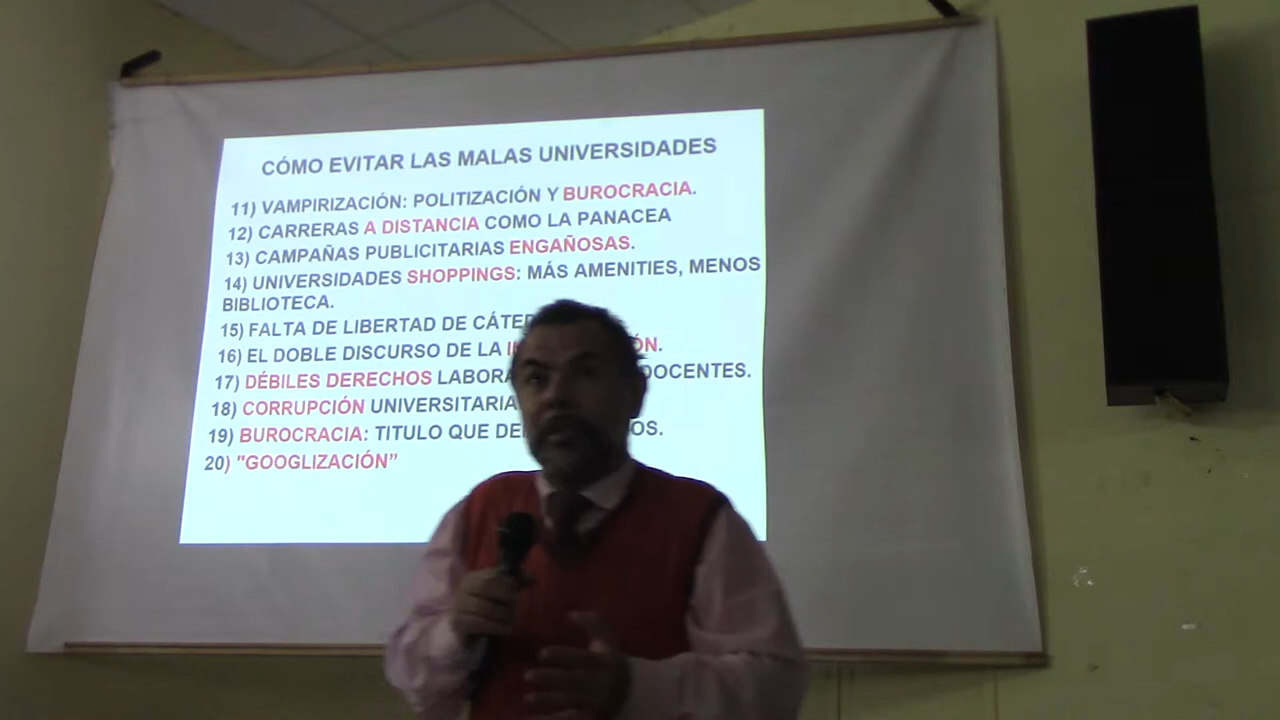 CÓMO EVITAR LAS MALAS UNIVERSIDADES
11) VAMPIRIZACIÓN: POLITIZACIÓN Y BUROCRACIA.
12) CARRERAS A DISTANCIA COMO LA PANACEA
13) CAMPAÑAS PUBLICITARIAS ENGAÑOSAS.
14) UNIVERSIDADES SHOPPINGS: MÁS AMENITIES, MENOS
BIBLIOTECA.
15) FALTA DE LIBERTAD DE
16) EL DOBLE DISCURSO DE LA
17) DÉBILES DERECHOS DOCENTES.
18) CORRUPCIÓN UNIVERSITARIA
19) BUROCRACIA: TITULO QUE
20) "GOOGLIZACIÓN”